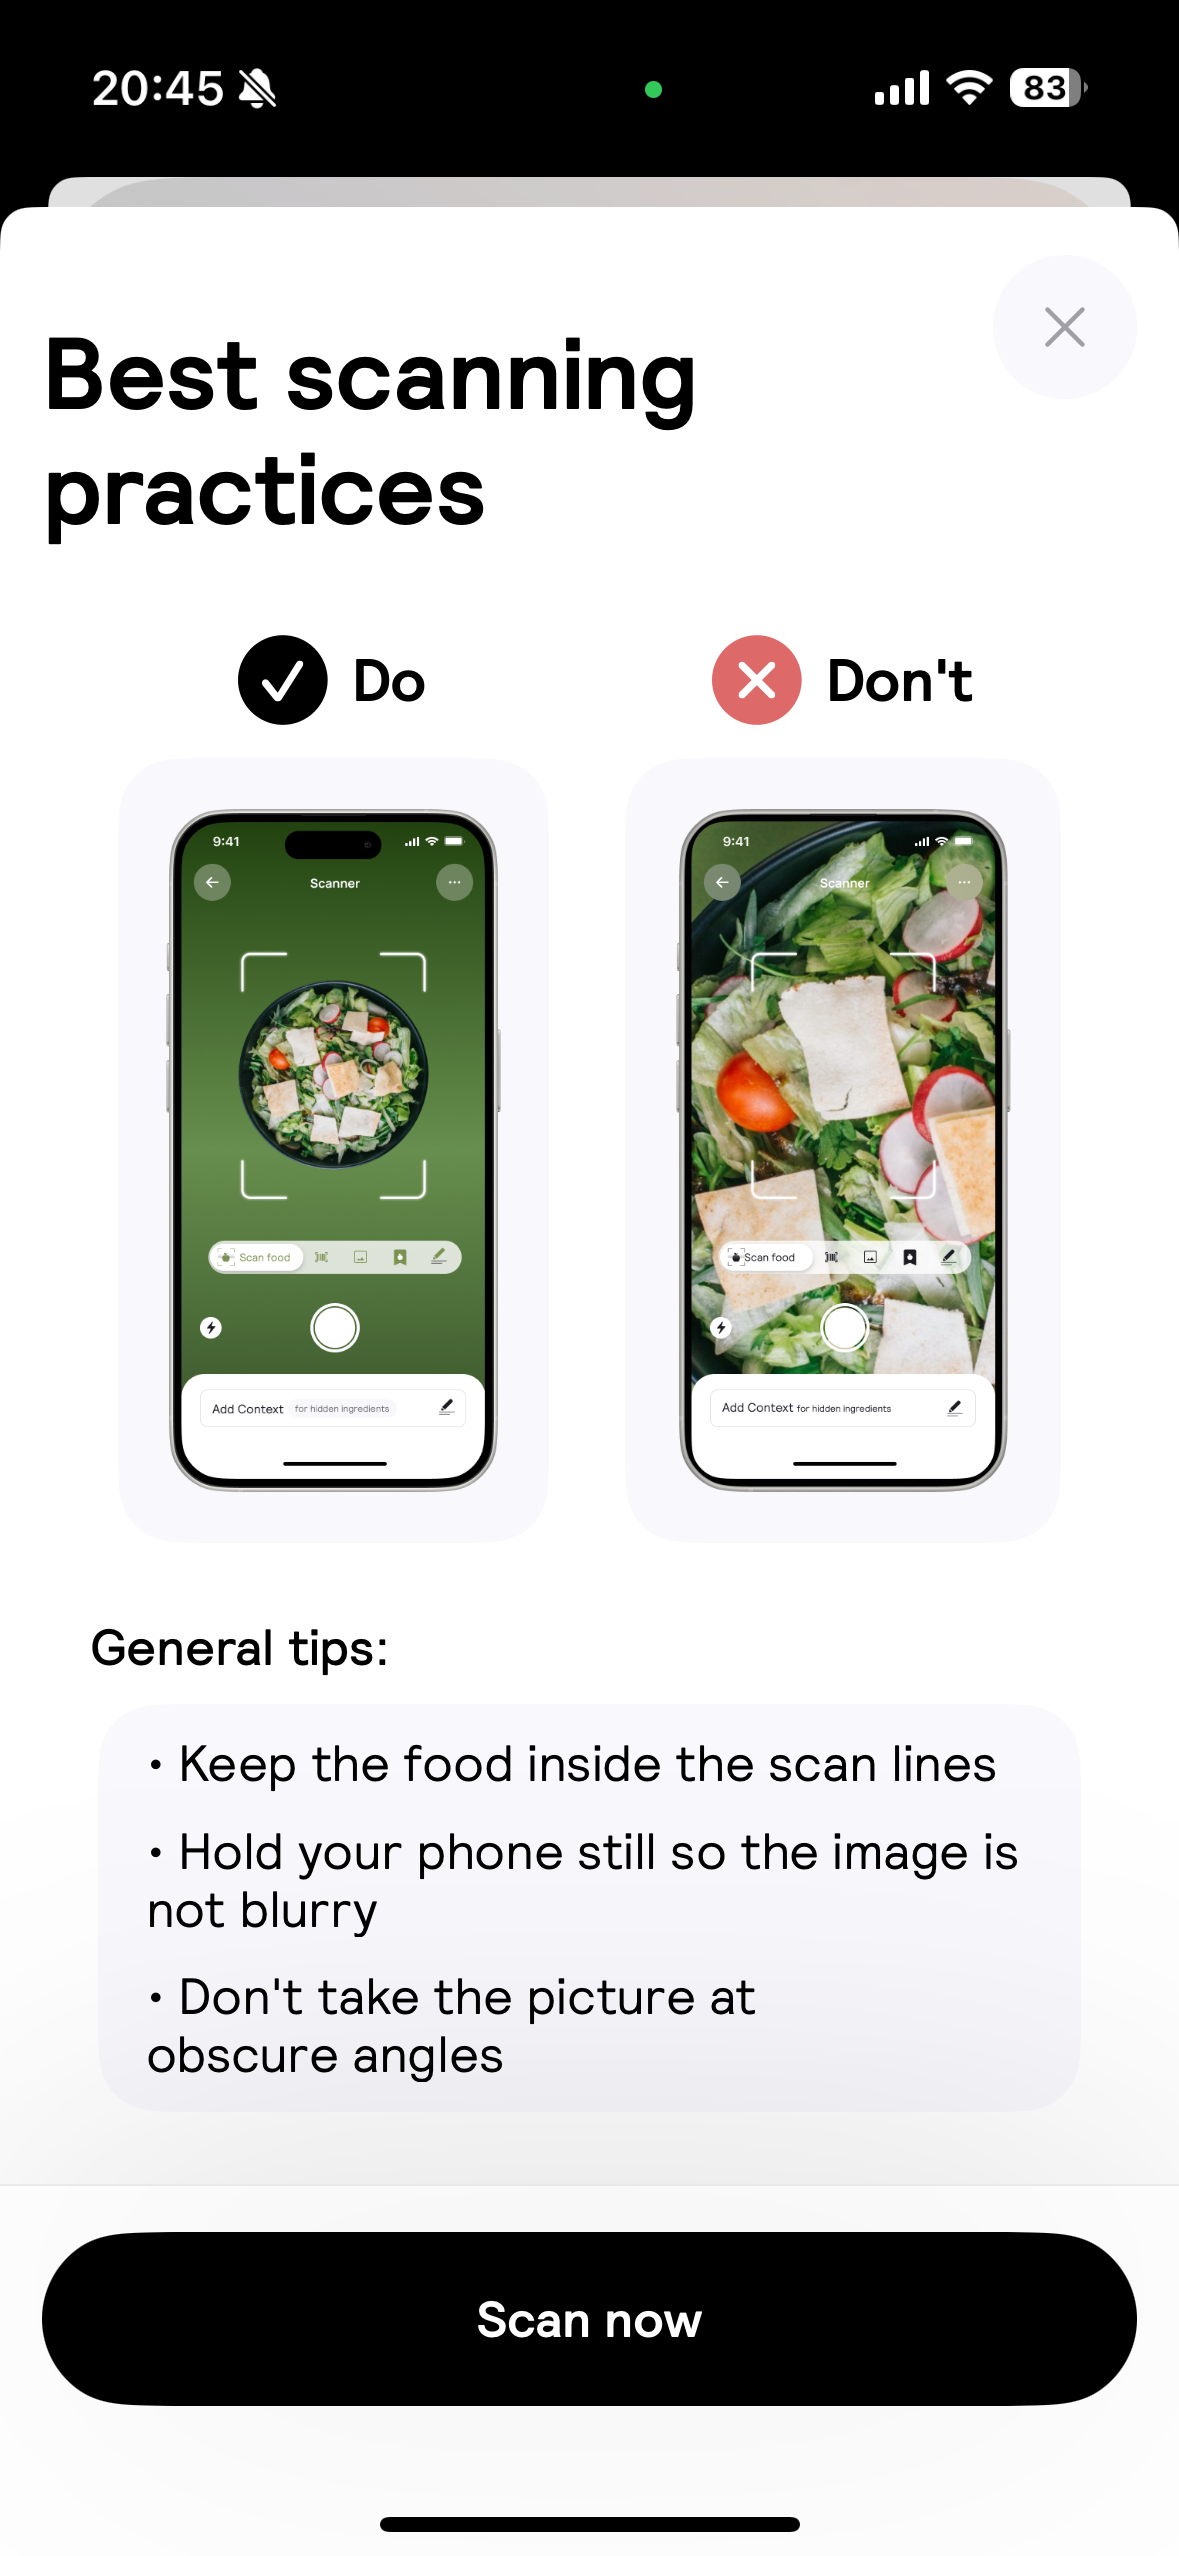 20:45
83
Best scanning
practices
Do
Don't
9:41
Scanner
Scan food
Add Context for hidden ingredients
9:41
Scanner
Scan food
Add Context for hidden ingredients
General tips:
• Keep the food inside the scan lines
• Hold your phone still so the image is
not blurry
• Don't take the picture at
obscure angles
Scan now